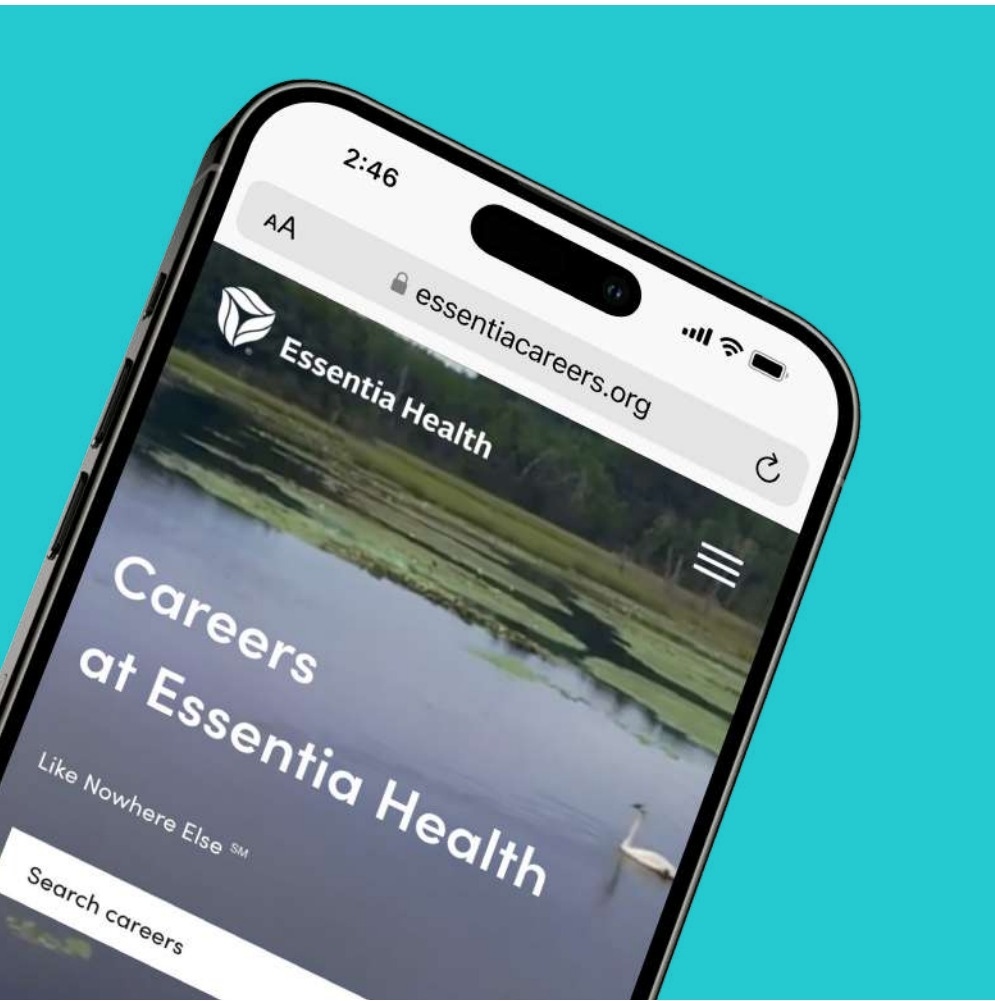 2:46
AA
essentiacareers.org
Essentia Health
Careers
at Essentia Health
Like Nowhere Else ℠
Search careers